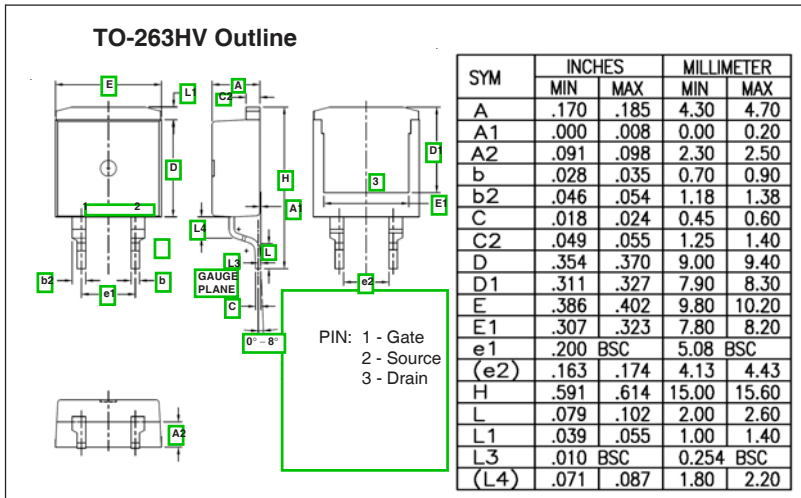 TO-263HV Outline
E
L1
A
C2
D
H
D1
1 2
3
A1
E1
L4
L
L3
b2
e1
b
GAUGE
PLANE
e2
C
0° – 8°
PIN: 1 - Gate
2 - Source
3 - Drain
A2
SYM INCHES MILLIMETER
MIN MAX MIN MAX
A .170 .185 4.30 4.70
A1 .000 .008 0.00 0.20
A2 .091 .098 2.30 2.50
b .028 .035 0.70 0.90
b2 .046 .054 1.18 1.38
C .018 .024 0.45 0.60
C2 .049 .055 1.25 1.40
D .354 .370 9.00 9.40
D1 .311 .327 7.90 8.30
E .386 .402 9.80 10.20
E1 .307 .323 7.80 8.20
e1 .200 BSC 5.08 BSC
(e2) .163 .174 4.13 4.43
H .591 .614 15.00 15.60
L .079 .102 2.00 2.60
L1 .039 .055 1.00 1.40
L3 .010 BSC 0.254 BSC
(L4) .071 .087 1.80 2.20